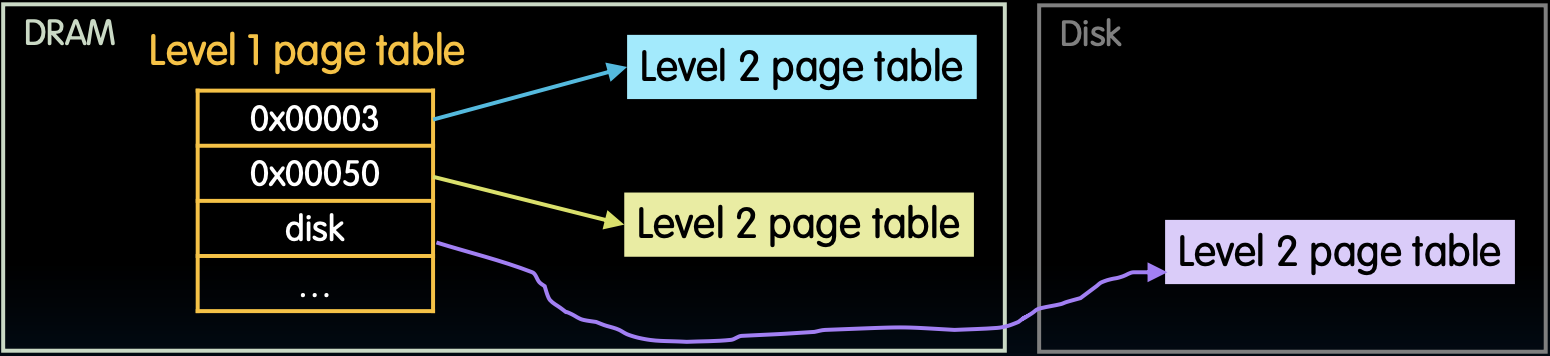 DRAM
Level 1 page table
0x00003
0x00050
disk
...
Level 2 page table
Level 2 page table
Disk
Level 2 page table